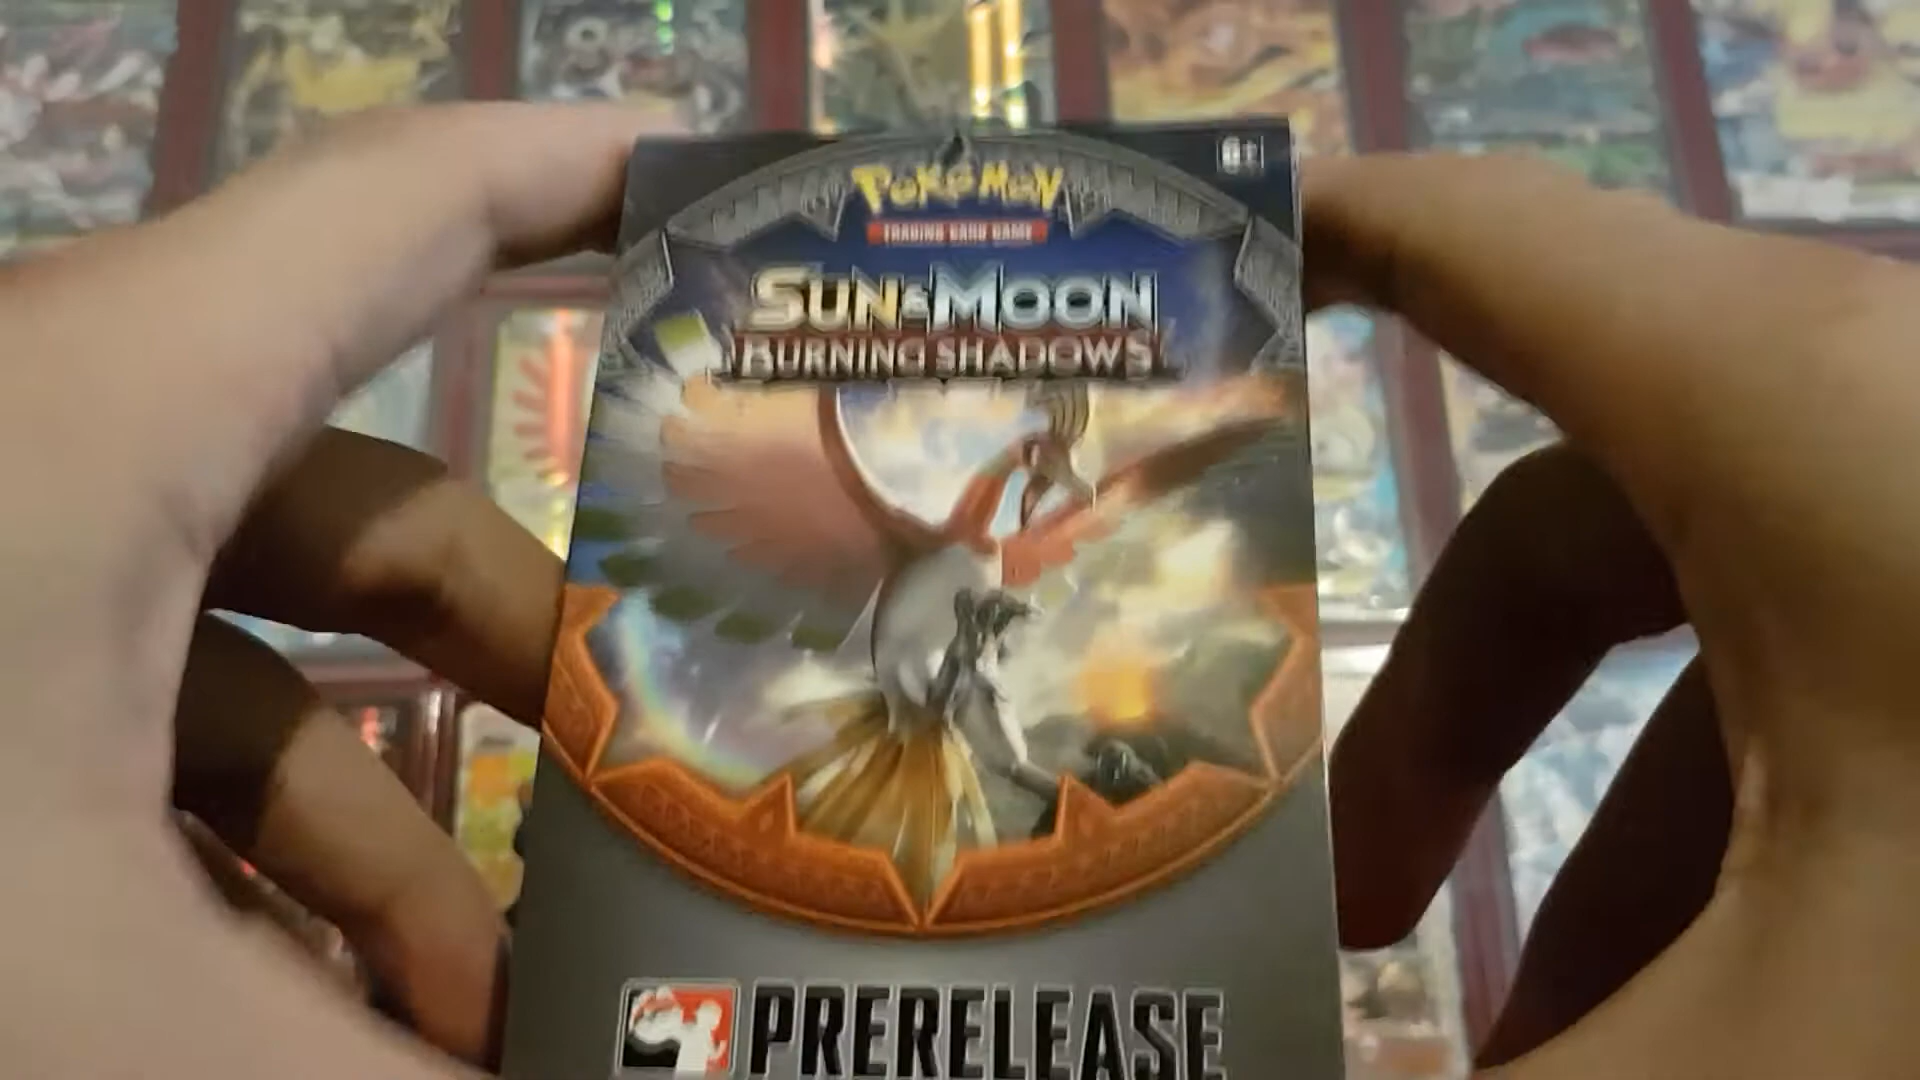 POKéMON
TRADING CARD GAME
SUN & MOON
BURNING SHADOWS
PRERELEASE